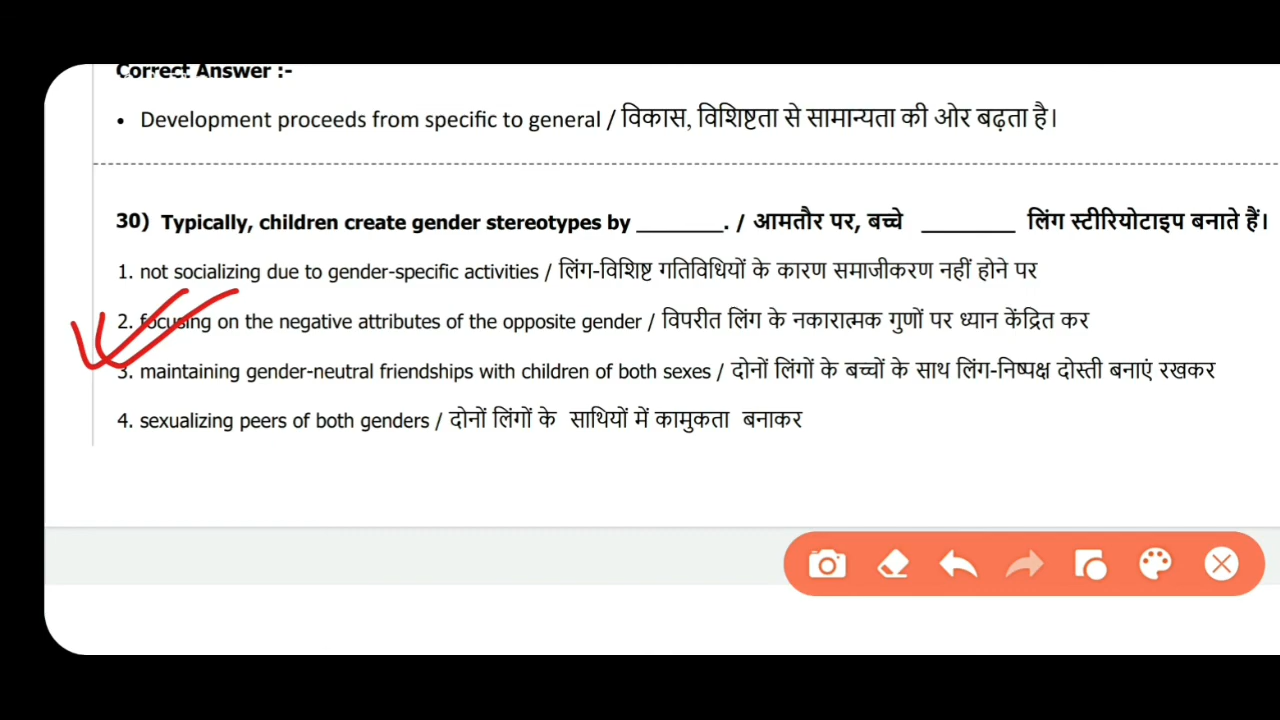 Correct Answer :-
• Development proceeds from specific to general / विकास, विशिष्टता से सामान्यता की ओर बढ़ता है।
30) Typically, children create gender stereotypes by ________. / आमतौर पर, बच्चे ________ लिंग स्टीरियोटाइप बनाते हैं।
1. not socializing due to gender-specific activities / लिंग-विशिष्ट गतिविधियों के कारण समाजीकरण नहीं होने पर
2. focusing on the negative attributes of the opposite gender / विपरीत लिंग के नकारात्मक गुणों पर ध्यान केंद्रित कर
3. maintaining gender-neutral friendships with children of both sexes / दोनों लिंगों के बच्चों के साथ लिंग-निष्पक्ष दोस्ती बनाएं रखकर
4. sexualizing peers of both genders / दोनों लिंगों के साथियों में कामुकता बनाकर